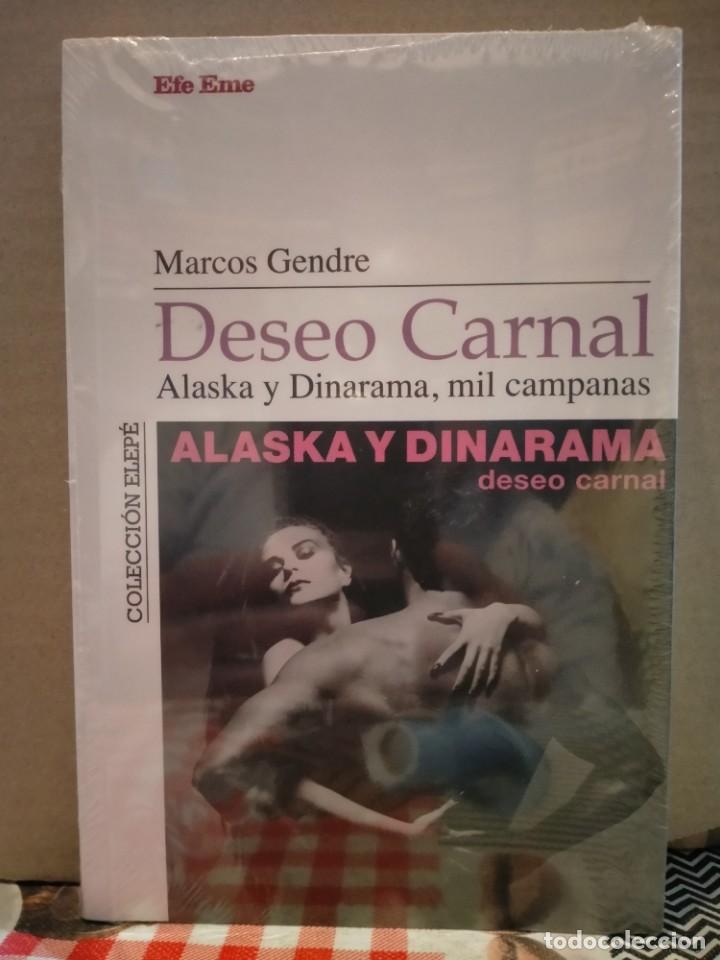 Efe Eme
Marcos Gendre
Deseo Carnal
Alaska y Dinarama, mil campanas
COLECCIÓN ELEPÉ
ALASKA Y DINARAMA
deseo carnal
todocoleccion